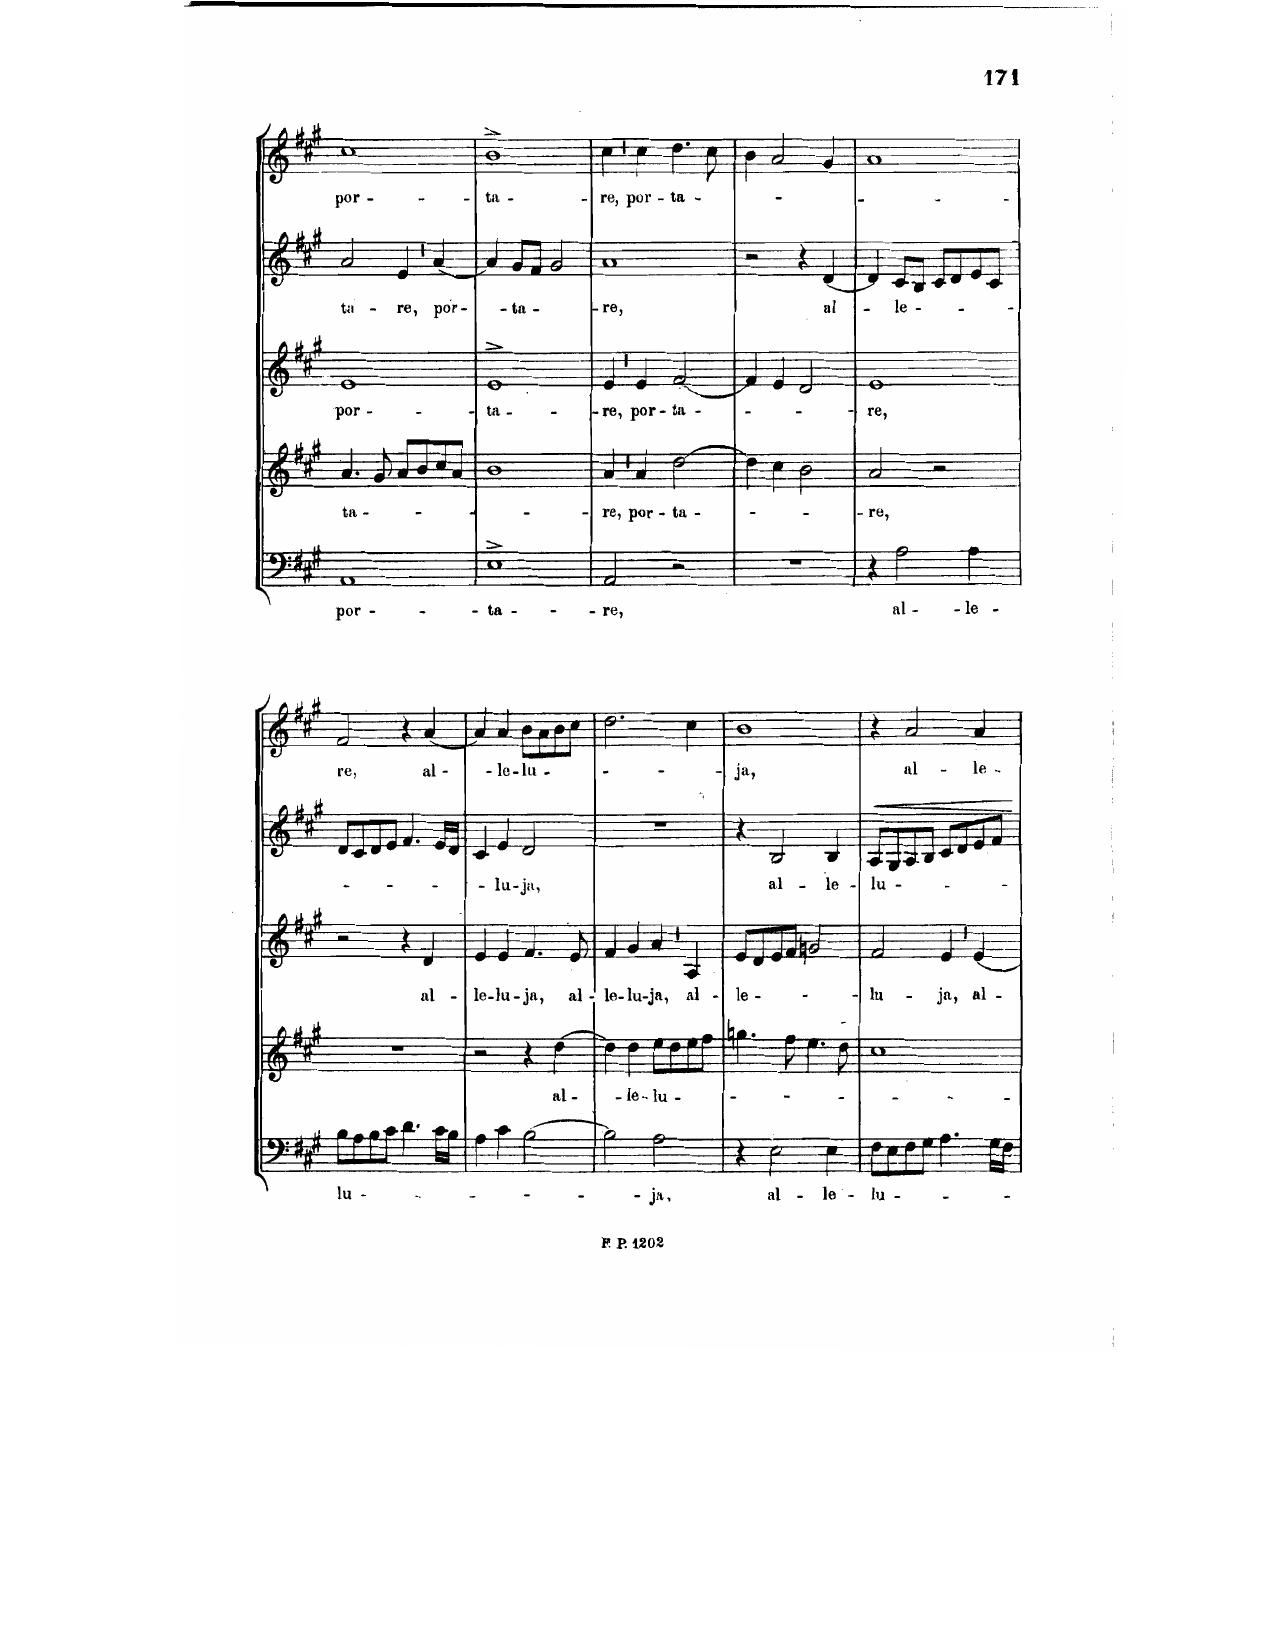 171
por - - - ta - - re, por - ta - - - - -
ta - re, por - - ta - - re, al - le - - -
por - - - ta - - - re, por - ta - - - - re,
ta - - - - - re, por - ta - - - - re,
por - - - ta - - - re, al - - le -
re, al - - le - lu - - - - ja, al - le -
- - - - - lu - ja, al - le - lu - - - -
al - le - lu - ja, al - le - lu - ja, al - le - - - lu - ja, al -
al - - le - lu - - - - - - -
lu - - - - - - ja, al - le - lu - - -
F. P. 1202